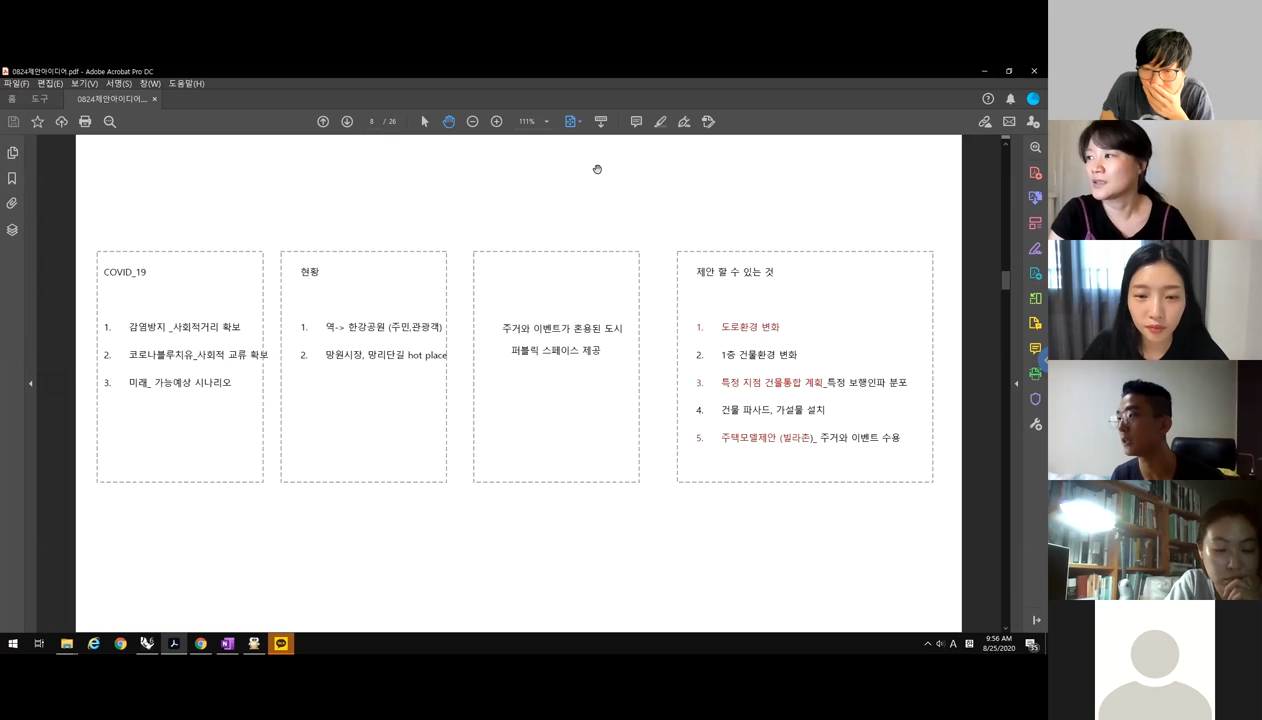 0824제안아이디어.pdf - Adobe Acrobat Pro DC
파일(F) 편집(E) 보기(V) 서명(S) 창(W) 도움말(H)
홈 도구 0824제안아이디어... ×
8 / 26 111%
COVID_19
1. 감염방지 _사회적거리 확보
2. 코로나블루치유_사회적 교류 확보
3. 미래_ 가능예상 시나리오
현황
1. 역-> 한강공원 (주민,관광객)
2. 망원시장, 망리단길 hot place
주거와 이벤트가 혼용된 도시
퍼블릭 스페이스 제공
제안 할 수 있는 것
1. 도로환경 변화
2. 1층 건물환경 변화
3. 특정 지점 건물통합 계획_특정 보행인파 분포
4. 건물 파사드, 가설물 설치
5. 주택모델제안 (빌라촌)_ 주거와 이벤트 수용
A 9:56 AM
8/25/2020